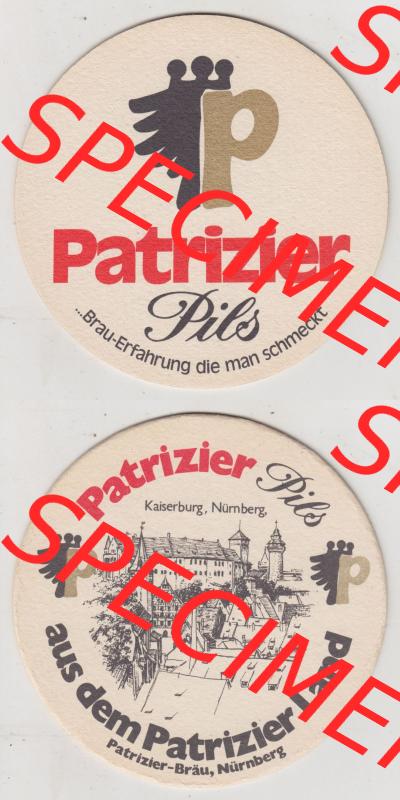 P
Patrizier
Pils
...Brau-Erfahrung die man schmeckt
SPECIMEN
Patrizier Pils
Kaiserburg, Nürnberg,
P
P
aus dem Patrizier Land
Patrizier-Bräu, Nürnberg
SPECIMEN